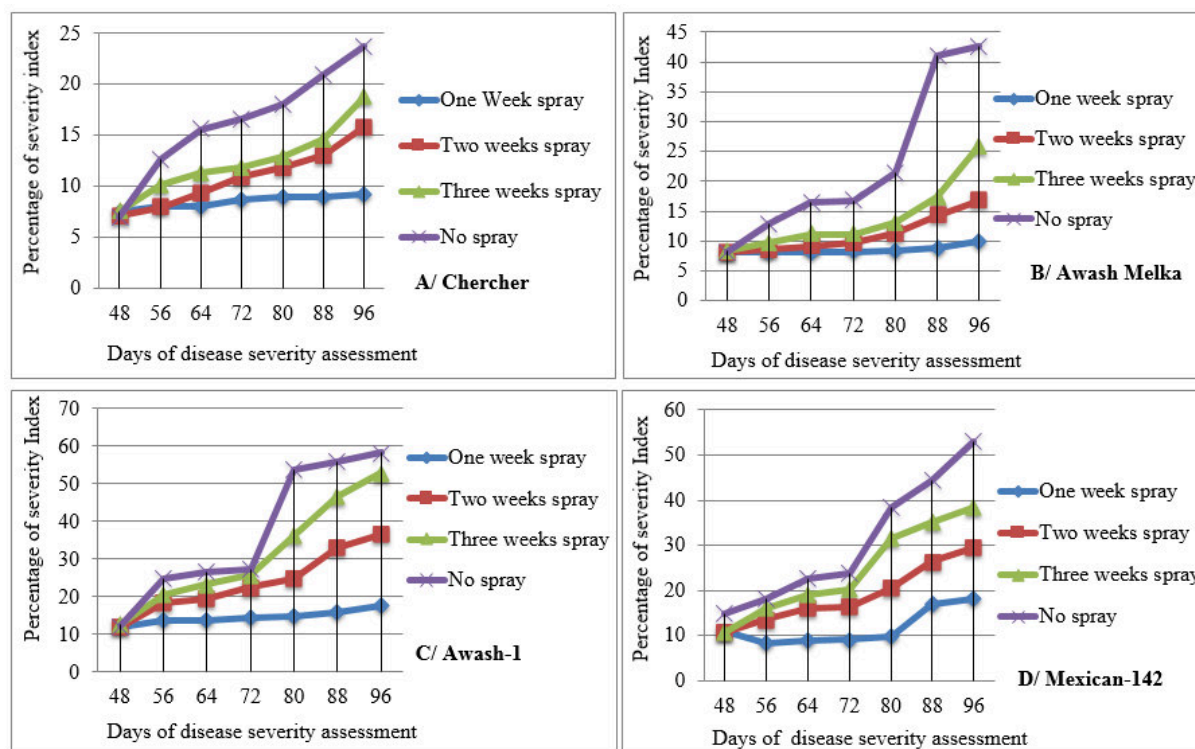 Percentage of severity index
25
20
15
10
5
0
48 56 64 72 80 88 96
Days of disease severity assessment
One Week spray
Two weeks spray
Three weeks spray
No spray
A/ Chercher
Percentage of severity Index
45
40
35
30
25
20
15
10
5
0
48 56 64 72 80 88 96
Days of disease severity assessment
One week spray
Two weeks spray
Three weeks spray
No spray
B/ Awash Melka
Percentage of severity Index
70
60
50
40
30
20
10
0
48 56 64 72 80 88 96
Days of disease severity assessment
One week spray
Two weeks spray
Three weeks spray
No spray
C/ Awash-1
Percentage of severity Index
60
50
40
30
20
10
0
48 56 64 72 80 88 96
Days of disease severity assessment
One week spray
Two weeks spray
Three weeks spray
No spray
D/ Mexican-142